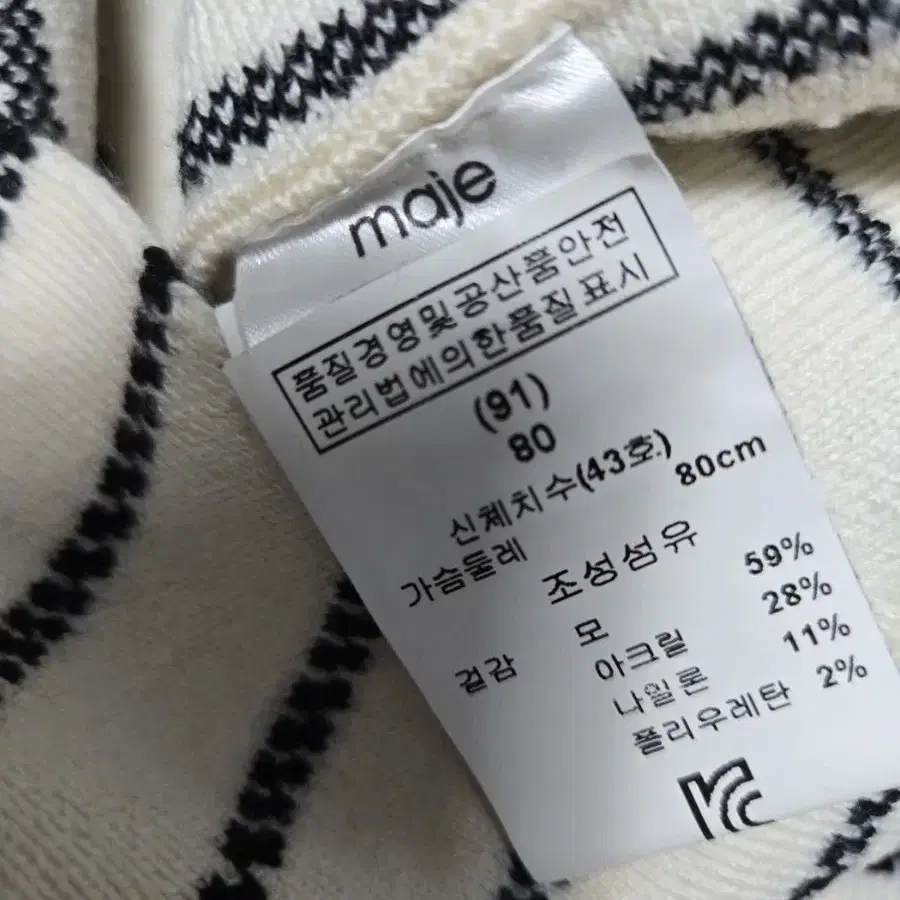 maje
품질경영및공산품안전
관리법에의한품질표시
(91)
80
신체치수(43호)
가슴둘레 80cm
조성섬유
겉감 모 59%
아크릴 28%
나일론 11%
폴리우레탄 2%